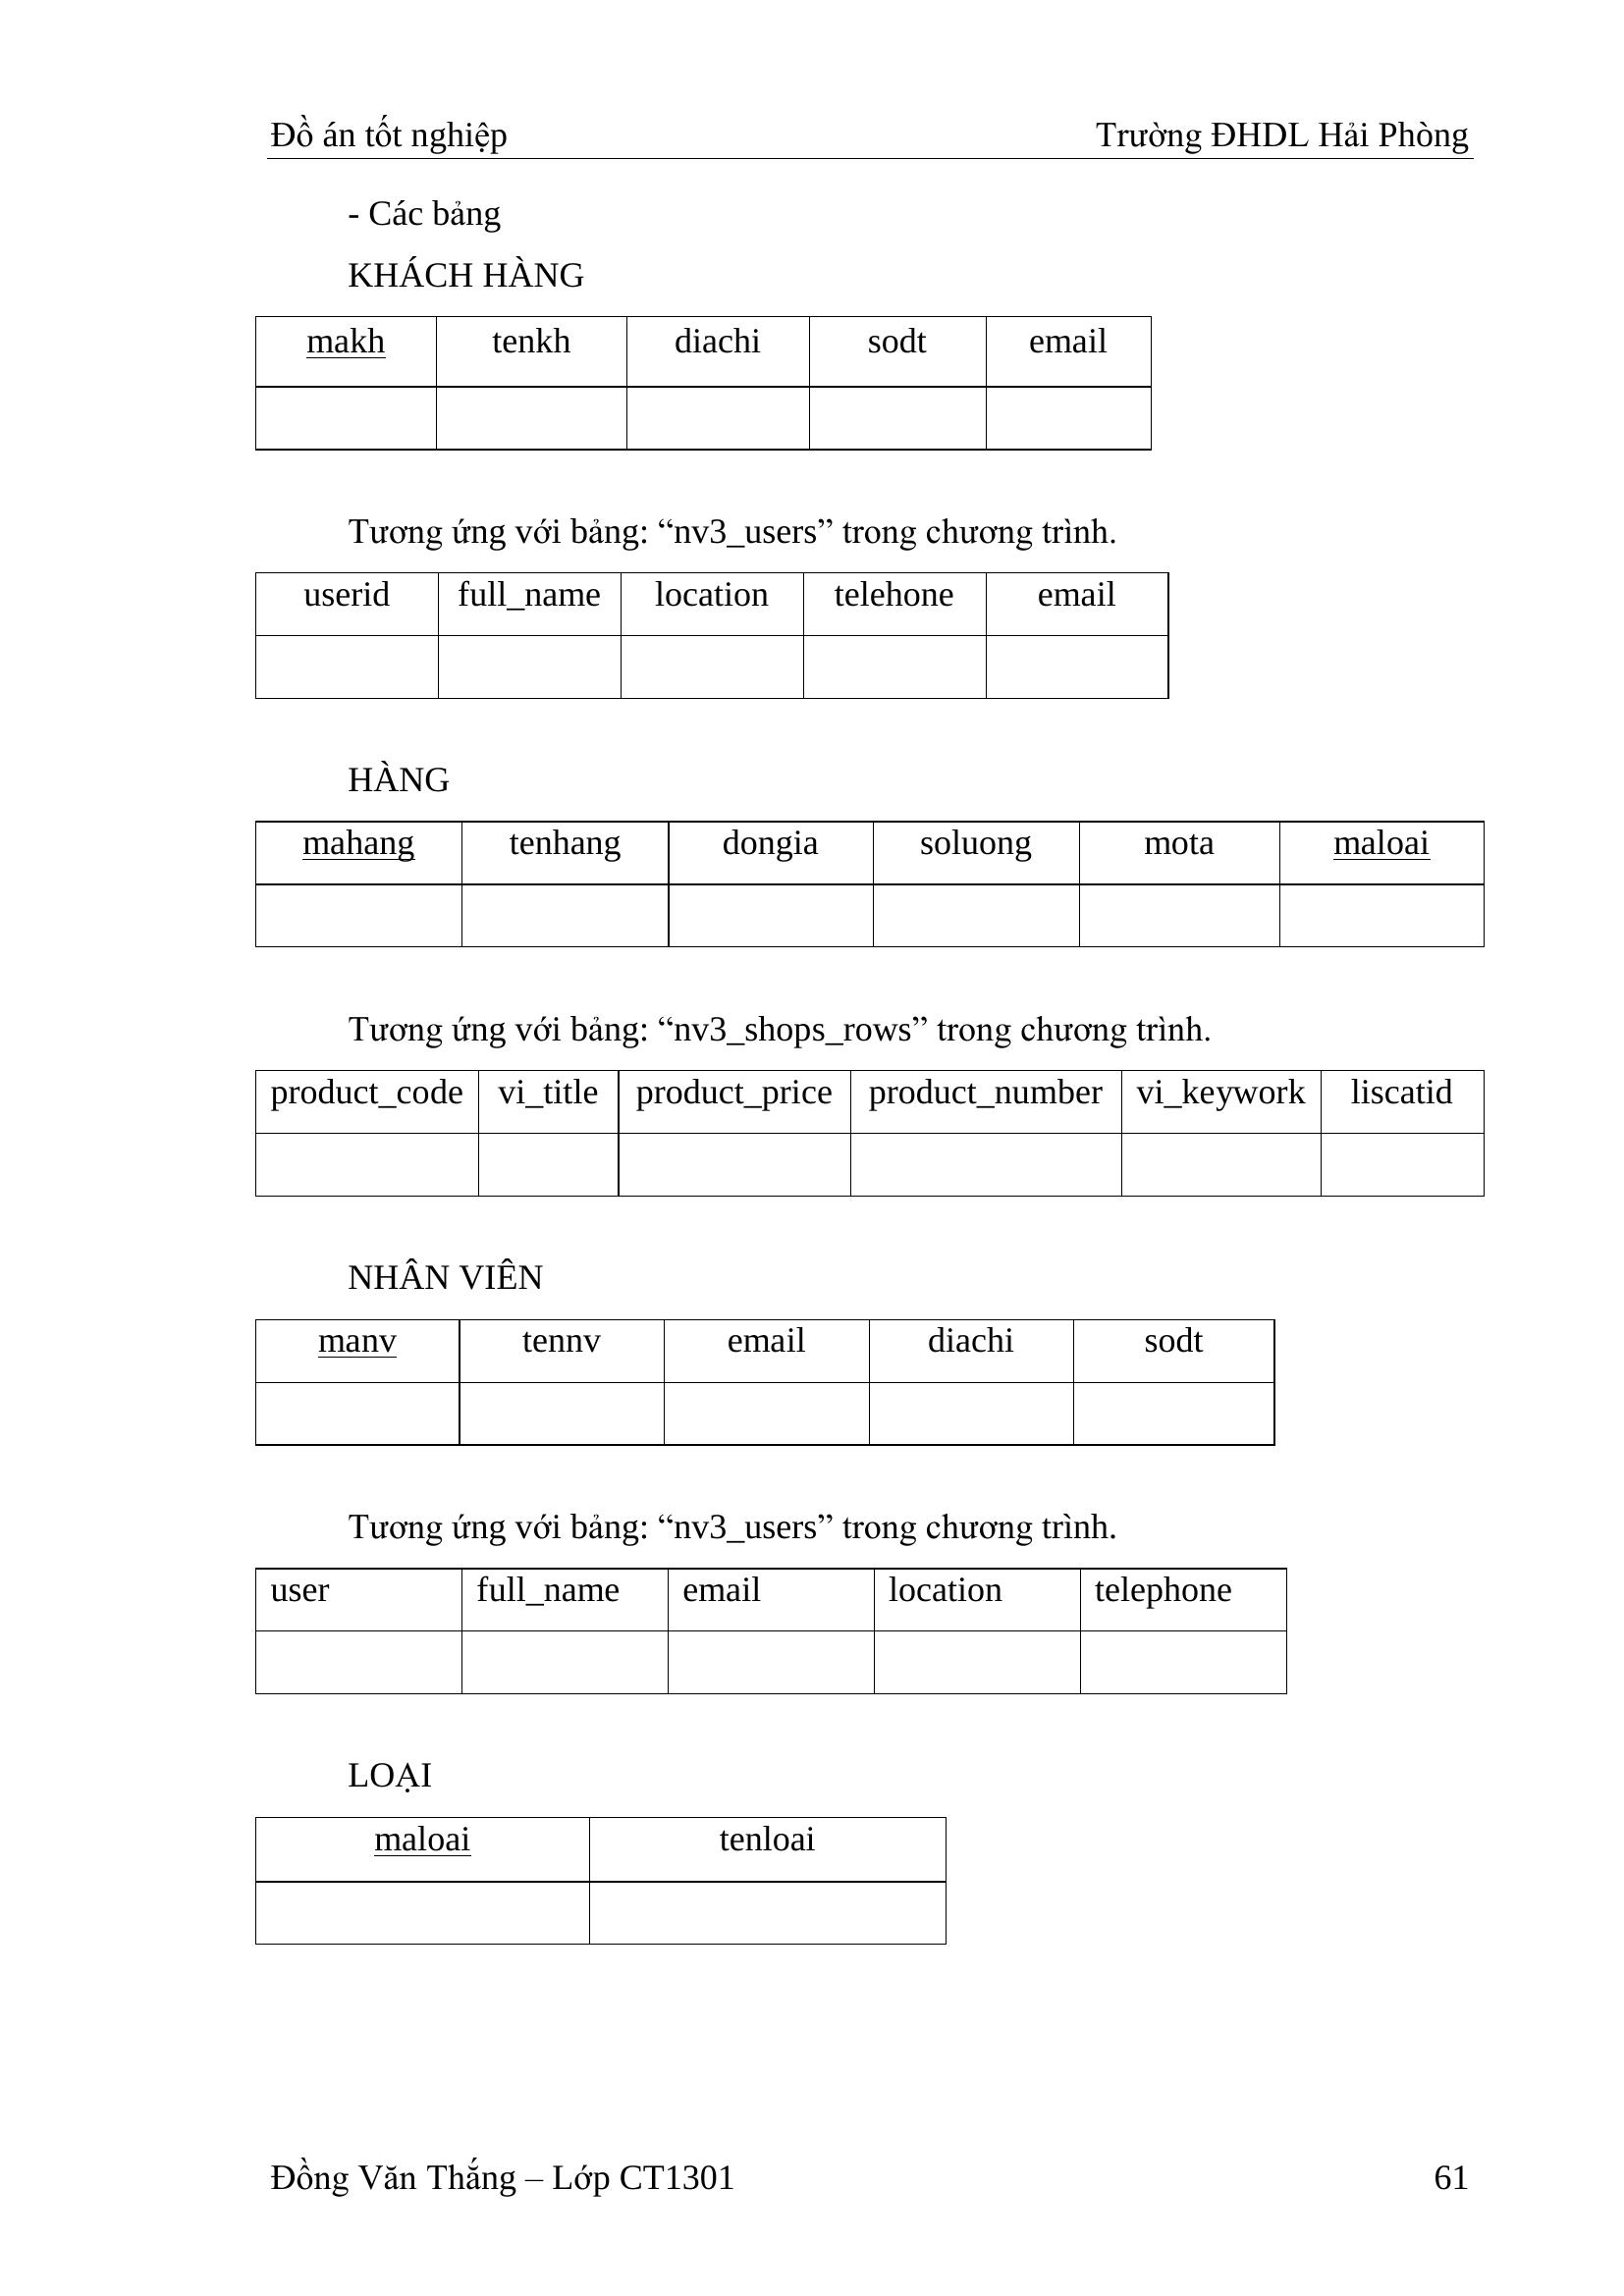 Đồ án tốt nghiệp Trường ĐHDL Hải Phòng
- Các bảng
KHÁCH HÀNG
makh tenkh diachi sodt email
Tương ứng với bảng: “nv3_users” trong chương trình.
userid full_name location telehone email
HÀNG
mahang tenhang dongia soluong mota maloai
Tương ứng với bảng: “nv3_shops_rows” trong chương trình.
product_code vi_title product_price product_number vi_keywork liscatid
NHÂN VIÊN
manv tennv email diachi sodt
Tương ứng với bảng: “nv3_users” trong chương trình.
user full_name email location telephone
LOẠI
maloai tenloai
Đồng Văn Thắng – Lớp CT1301 61